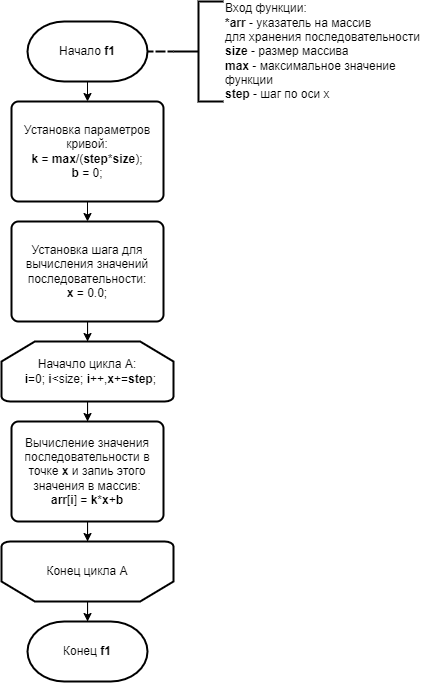 Вход функции:
*arr - указатель на массив
для хранения последовательности
size - размер массива
max - максимальное значение
функции
step - шаг по оси x
Начало f1
Установка параметров
кривой:
k = max/(step*size);
b = 0;
Установка шага для
вычисления значений
последовательности:
x = 0.0;
Начачло цикла А:
i=0; i<size; i++,x+=step;
Вычисление значения
последовательности в
точке x и запиь этого
значения в массив:
arr[i] = k*x+b
Конец цикла А
Конец f1